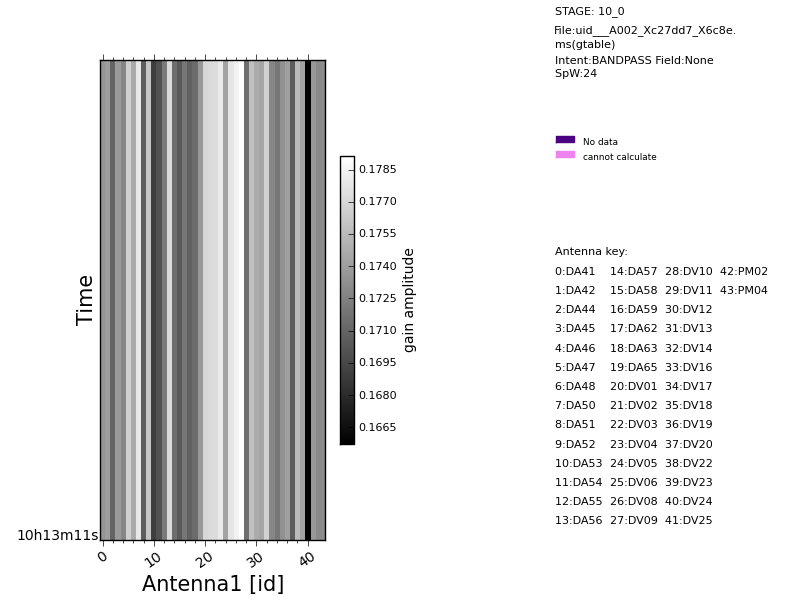 STAGE: 10_0
File:uid___A002_Xc27dd7_X6c8e.
ms(gtable)
Intent:BANDPASS Field:None
SpW:24
No data
cannot calculate
0.1785
0.1770
0.1755
0.1740
0.1725
0.1710
0.1695
0.1680
0.1665
gain amplitude
Time
10h13m11s
0 10 20 30 40
Antenna1 [id]
Antenna key:
0:DA41 14:DA57 28:DV10 42:PM02
1:DA42 15:DA58 29:DV11 43:PM04
2:DA44 16:DA59 30:DV12
3:DA45 17:DA62 31:DV13
4:DA46 18:DA63 32:DV14
5:DA47 19:DA65 33:DV16
6:DA48 20:DV01 34:DV17
7:DA50 21:DV02 35:DV18
8:DA51 22:DV03 36:DV19
9:DA52 23:DV04 37:DV20
10:DA53 24:DV05 38:DV22
11:DA54 25:DV06 39:DV23
12:DA55 26:DV08 40:DV24
13:DA56 27:DV09 41:DV25